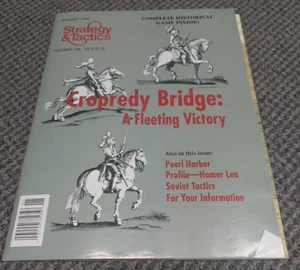 COMPLETE HISTORICAL
GAME INSIDE!
Strategy
&Tactics
Cropredy Bridge:
A Fleeting Victory
Also in this issue:
Pearl Harbor
Profile—Homer Lea
Soviet Tactics
For Your Information